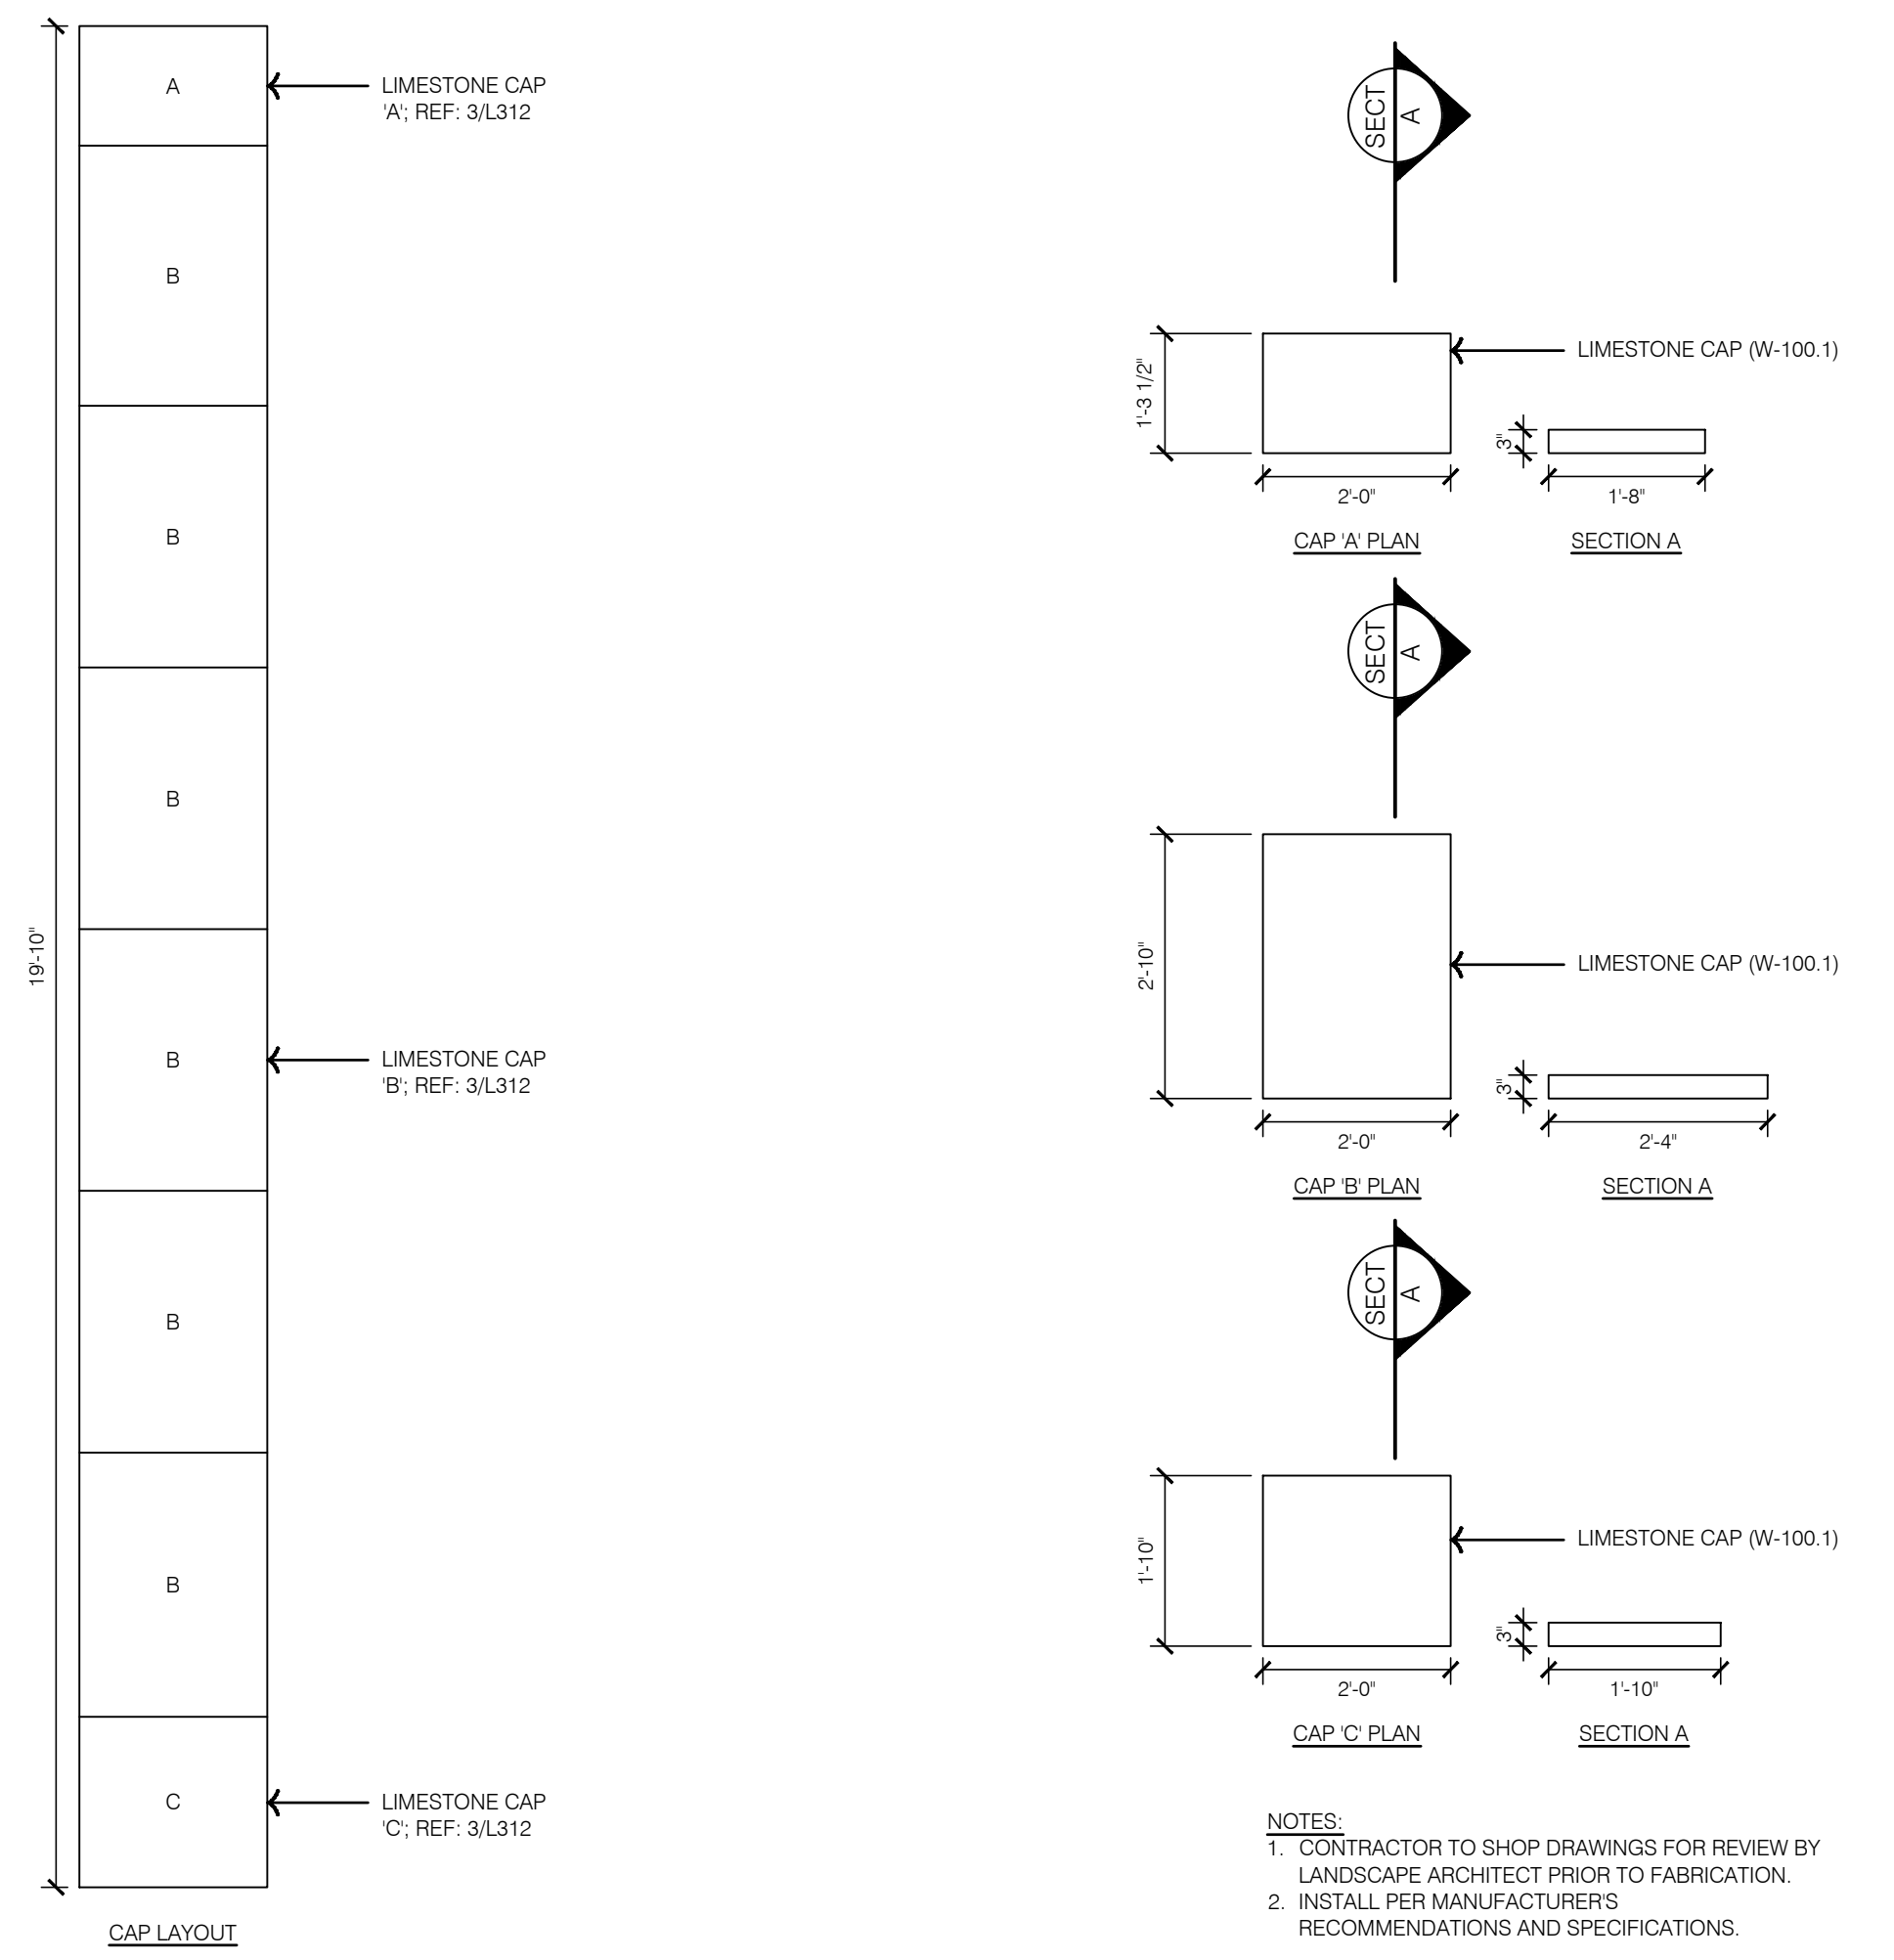 A
LIMESTONE CAP
'A'; REF: 3/L312
B
B
B
19'-10"
B
LIMESTONE CAP
'B'; REF: 3/L312
B
B
C
LIMESTONE CAP
'C'; REF: 3/L312
CAP LAYOUT
SECT
A
1'-3 1/2"
LIMESTONE CAP (W-100.1)
3"
2'-0"
1'-8"
CAP 'A' PLAN
SECTION A
SECT
A
2'-10"
LIMESTONE CAP (W-100.1)
3"
2'-0"
2'-4"
CAP 'B' PLAN
SECTION A
SECT
A
1'-10"
LIMESTONE CAP (W-100.1)
3"
2'-0"
1'-10"
CAP 'C' PLAN
SECTION A
NOTES:
1. CONTRACTOR TO SHOP DRAWINGS FOR REVIEW BY
LANDSCAPE ARCHITECT PRIOR TO FABRICATION.
2. INSTALL PER MANUFACTURER'S
RECOMMENDATIONS AND SPECIFICATIONS.